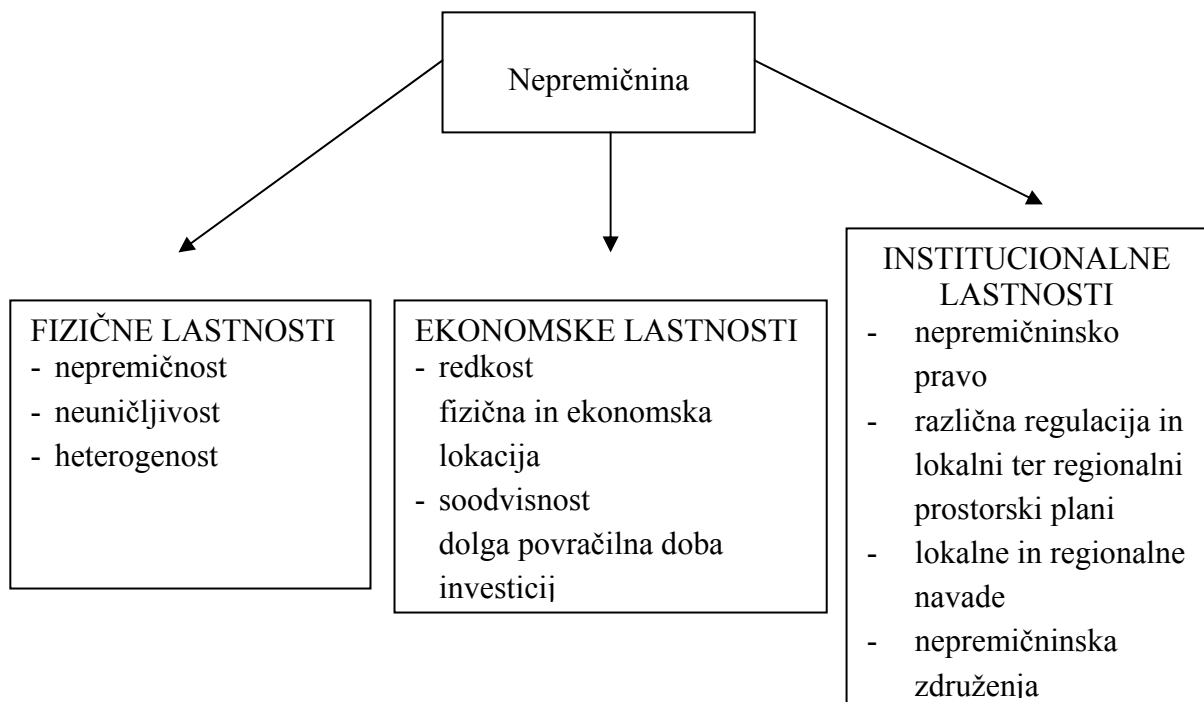 Nepremičnina
FIZIČNE LASTNOSTI
- nepremičnost
- neuničljivost
- heterogenost
EKONOMSKE LASTNOSTI
- redkost
fizična in ekonomska
lokacija
- soodvisnost
dolga povračilna doba
investicij
INSTITUCIONALNE
LASTNOSTI
- nepremičninsko
pravo
- različna regulacija in
lokalni ter regionalni
prostorski plani
- lokalne in regionalne
navade
- nepremičninska
združenja